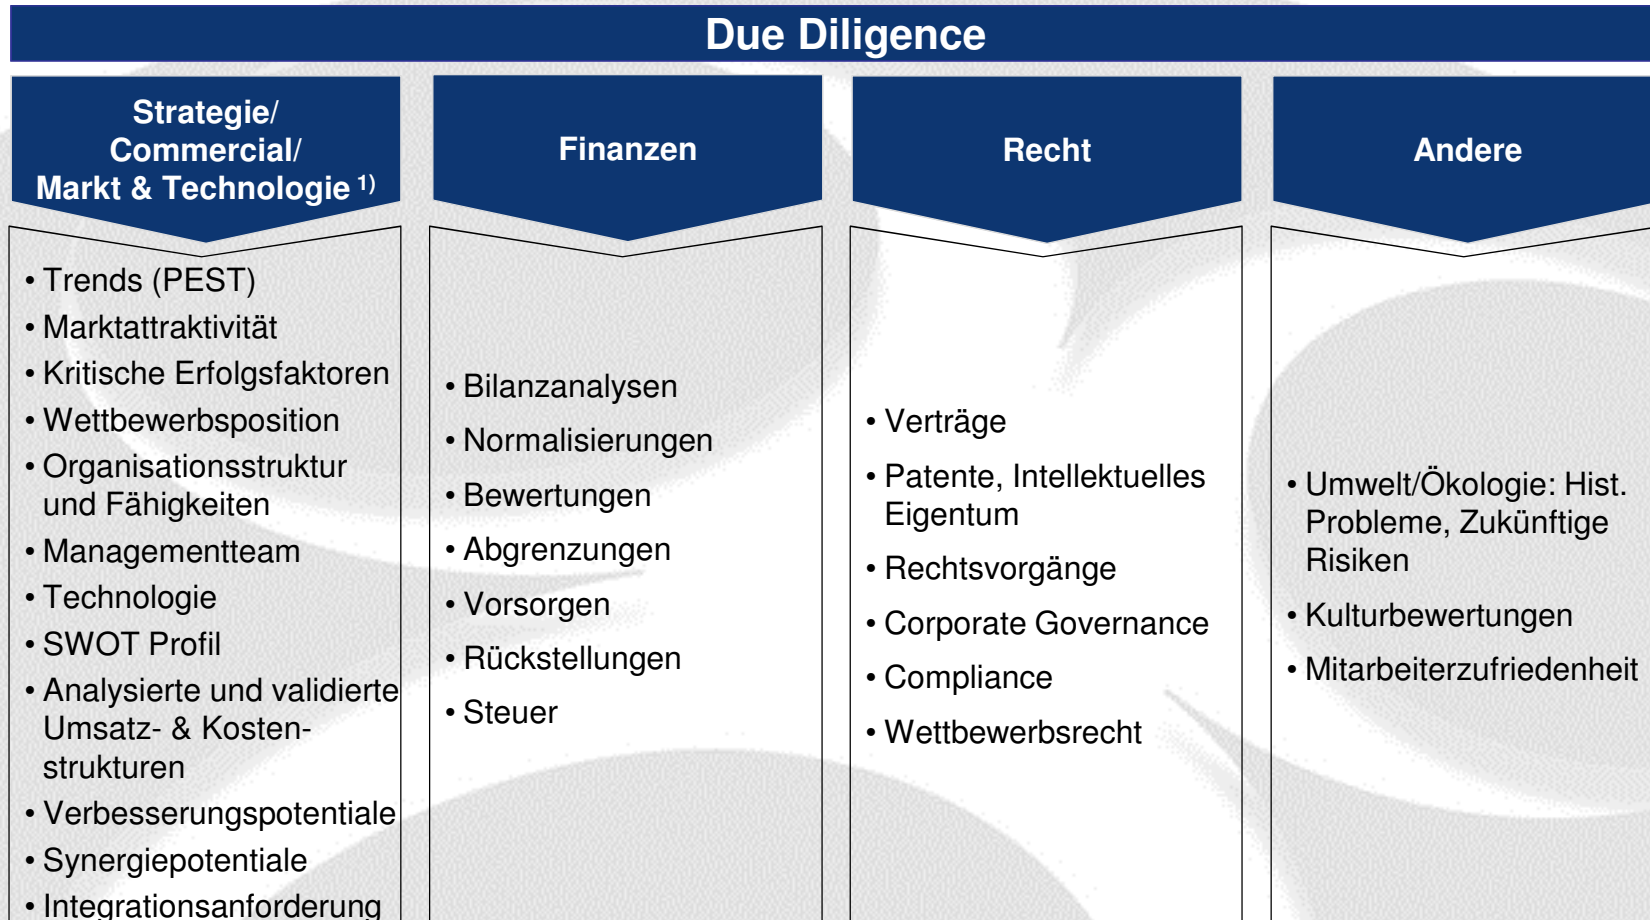 Due Diligence
Strategie/
Commercial/
Markt & Technologie 1)
• Trends (PEST)
• Marktattraktivität
• Kritische Erfolgsfaktoren
• Wettbewerbsposition
• Organisationsstruktur
und Fähigkeiten
• Managementteam
• Technologie
• SWOT Profil
• Analysierte und validierte
Umsatz- & Kosten-
strukturen
• Verbesserungspotentiale
• Synergiepotentiale
• Integrationsanforderung
Finanzen
• Bilanzanalysen
• Normalisierungen
• Bewertungen
• Abgrenzungen
• Vorsorgen
• Rückstellungen
• Steuer
Recht
• Verträge
• Patente, Intellektuelles
Eigentum
• Rechtsvorgänge
• Corporate Governance
• Compliance
• Wettbewerbsrecht
Andere
• Umwelt/Ökologie: Hist.
Probleme, Zukünftige
Risiken
• Kulturbewertungen
• Mitarbeiterzufriedenheit